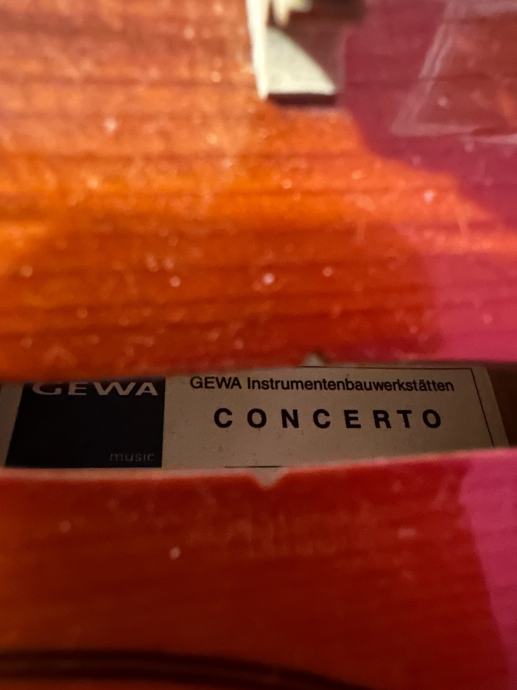 GEWA
music
GEWA Instrumentenbauwerkstätten
CONCERTO